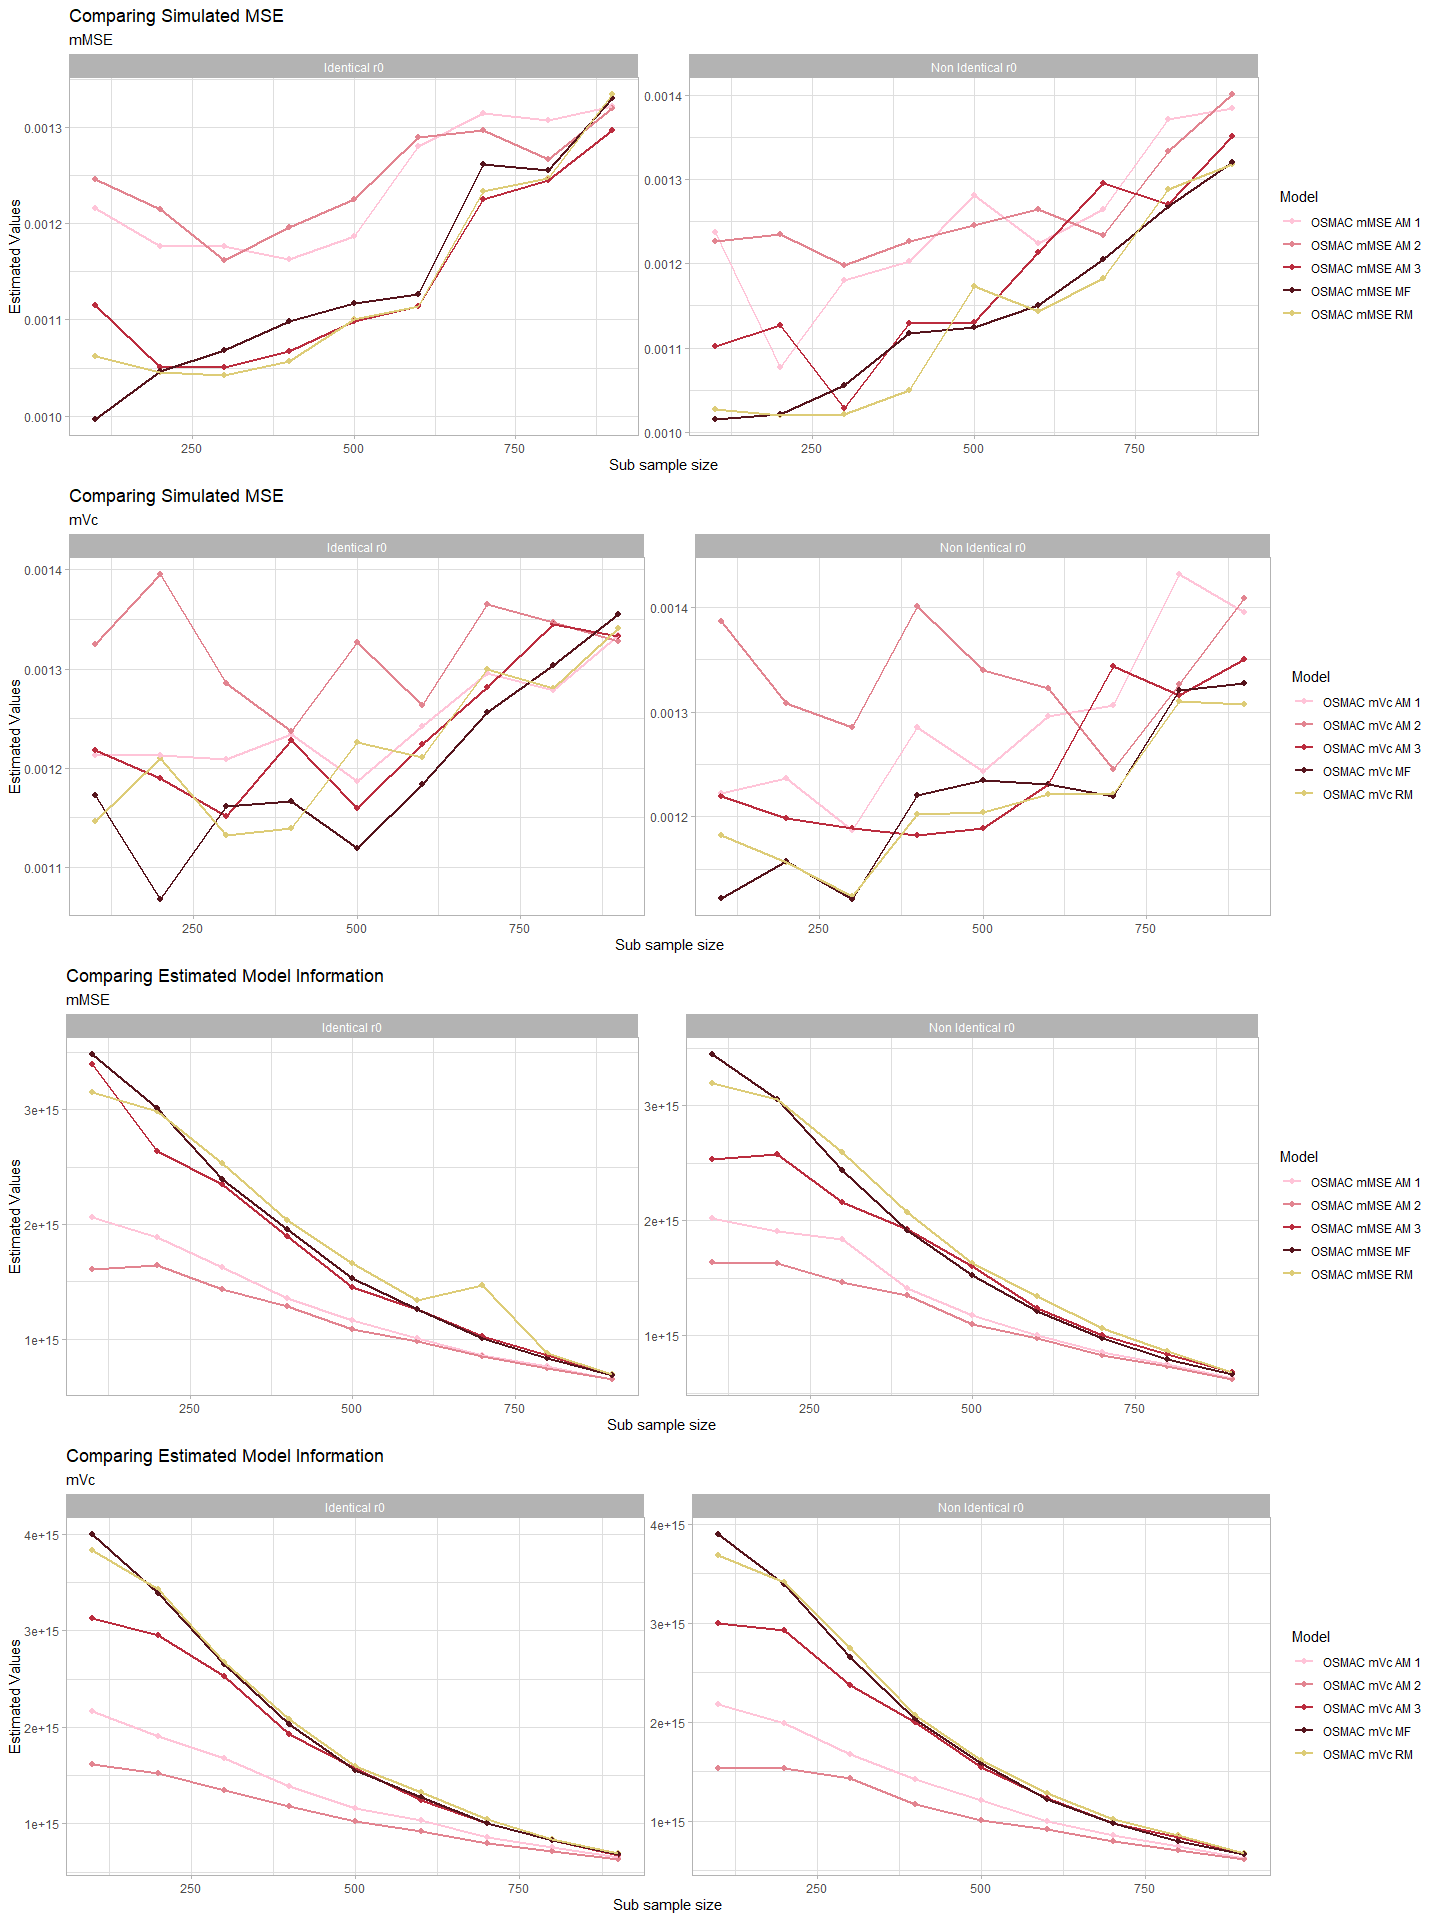 Comparing Simulated MSE
mMSE
Identical r0
Non Identical r0
0.0013
0.0012
0.0011
0.0010
0.0014
0.0013
0.0012
0.0011
0.0010
250
500
750
250
500
750
Estimated Values
Sub sample size
Model
OSMAC mMSE AM 1
OSMAC mMSE AM 2
OSMAC mMSE AM 3
OSMAC mMSE MF
OSMAC mMSE RM
Comparing Simulated MSE
mVc
Identical r0
Non Identical r0
0.0014
0.0013
0.0012
0.0011
0.0014
0.0013
0.0012
250
500
750
250
500
750
Estimated Values
Sub sample size
Model
OSMAC mVc AM 1
OSMAC mVc AM 2
OSMAC mVc AM 3
OSMAC mVc MF
OSMAC mVc RM
Comparing Estimated Model Information
mMSE
Identical r0
Non Identical r0
3e+15
2e+15
1e+15
3e+15
2e+15
1e+15
250
500
750
250
500
750
Estimated Values
Sub sample size
Model
OSMAC mMSE AM 1
OSMAC mMSE AM 2
OSMAC mMSE AM 3
OSMAC mMSE MF
OSMAC mMSE RM
Comparing Estimated Model Information
mVc
Identical r0
Non Identical r0
4e+15
3e+15
2e+15
1e+15
4e+15
3e+15
2e+15
1e+15
250
500
750
250
500
750
Estimated Values
Sub sample size
Model
OSMAC mVc AM 1
OSMAC mVc AM 2
OSMAC mVc AM 3
OSMAC mVc MF
OSMAC mVc RM